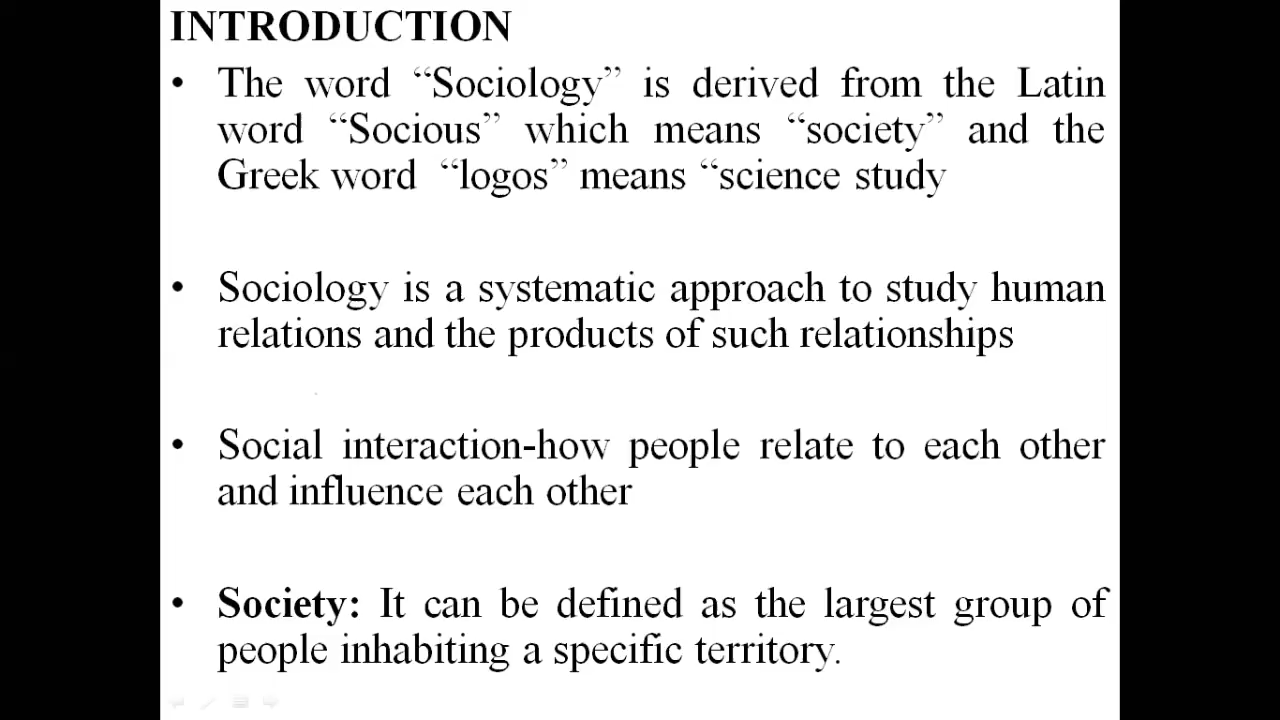 INTRODUCTION
• The word “Sociology” is derived from the Latin
word “Socious” which means “society” and the
Greek word “logos” means “science study
• Sociology is a systematic approach to study human
relations and the products of such relationships
• Social interaction-how people relate to each other
and influence each other
• Society: It can be defined as the largest group of
people inhabiting a specific territory.